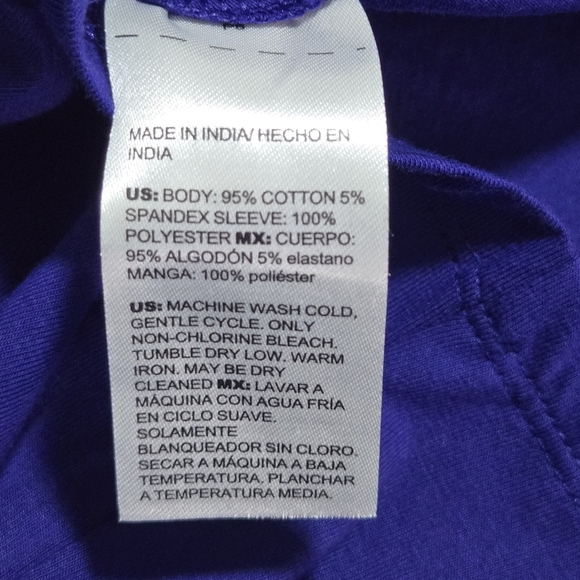 MADE IN INDIA/ HECHO EN
INDIA
US: BODY: 95% COTTON 5%
SPANDEX SLEEVE: 100%
POLYESTER MX: CUERPO:
95% ALGODÓN 5% elastano
MANGA: 100% poliéster
US: MACHINE WASH COLD,
GENTLE CYCLE. ONLY
NON-CHLORINE BLEACH.
TUMBLE DRY LOW. WARM
IRON. MAY BE DRY
CLEANED MX: LAVAR A
MÁQUINA CON AGUA FRÍA
EN CICLO SUAVE.
SOLAMENTE
BLANQUEADOR SIN CLORO.
SECAR A MÁQUINA A BAJA
TEMPERATURA. PLANCHAR
A TEMPERATURA MEDIA.